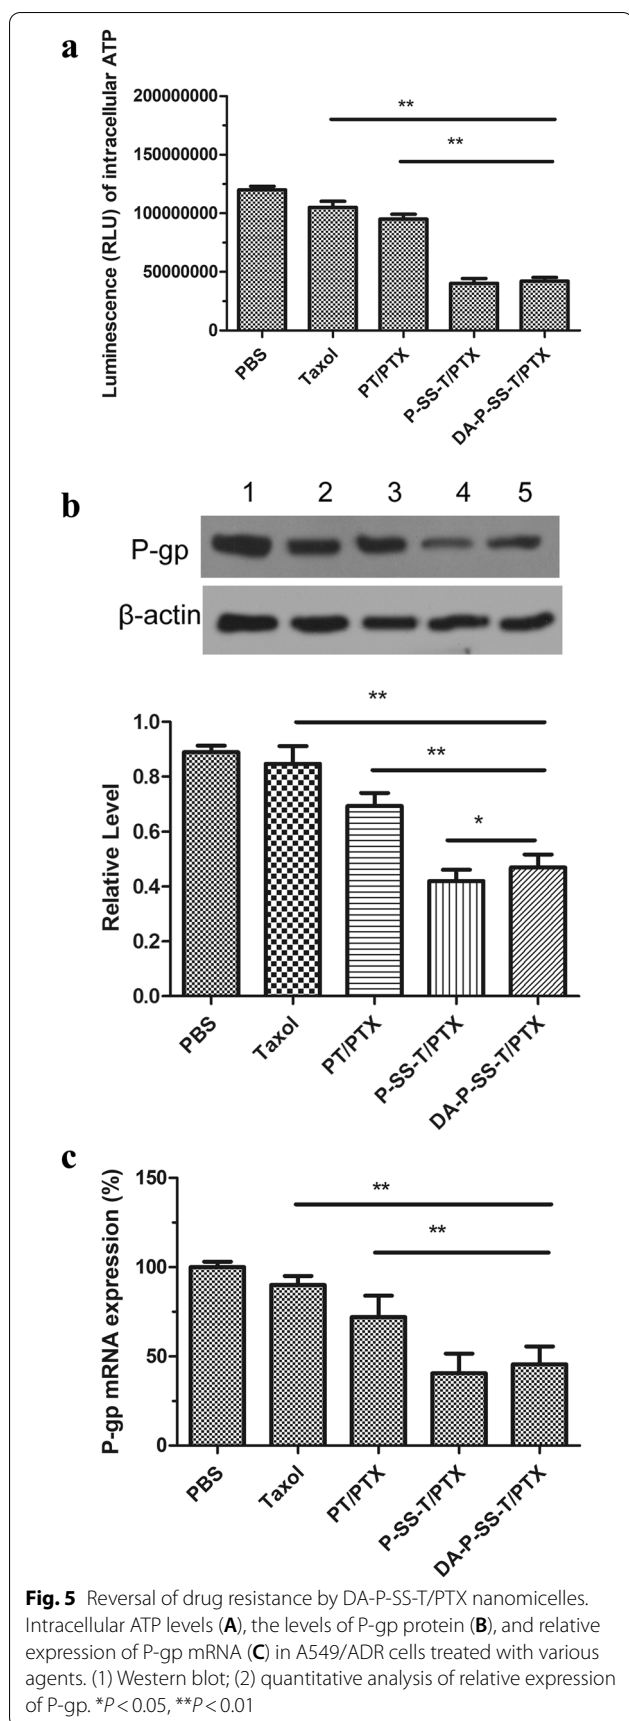 a
Luminescence (RLU) of intracellular ATP
200000000
150000000
100000000
50000000
0
**
**
PBS
Taxol
PT/PTX
P-SS-T/PTX
DA-P-SS-T/PTX
b
1 2 3 4 5
P-gp
β-actin
Relative Level
1.0
0.8
0.6
0.4
0.2
0.0
**
**
*
PBS
Taxol
PT/PTX
P-SS-T/PTX
DA-P-SS-T/PTX
c
P-gp mRNA expression (%)
150
100
50
0
**
**
PBS
Taxol
PT/PTX
P-SS-T/PTX
DA-P-SS-T/PTX
Fig. 5 Reversal of drug resistance by DA-P-SS-T/PTX nanomicelles.
Intracellular ATP levels (A), the levels of P-gp protein (B), and relative
expression of P-gp mRNA (C) in A549/ADR cells treated with various
agents. (1) Western blot; (2) quantitative analysis of relative expression
of P-gp. *P < 0.05, **P < 0.01